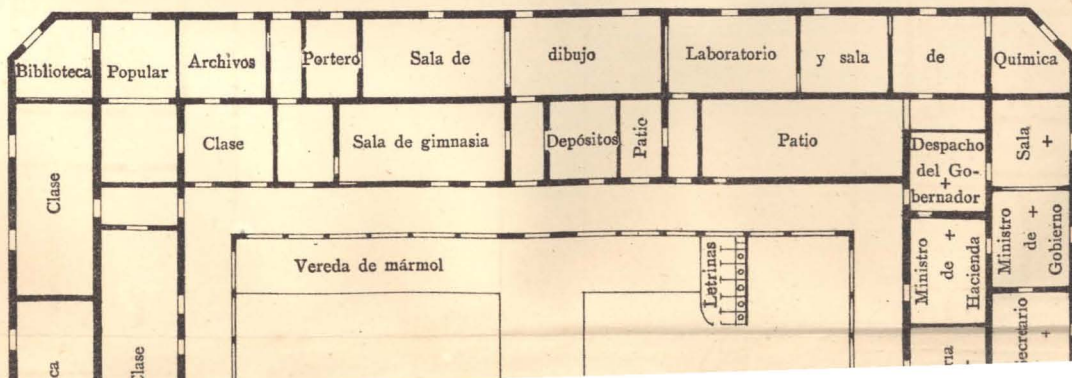 Biblioteca
Popular
Archivos
Portero
Sala de
dibujo
Laboratorio
y sala
de
Química
Clase
Clase
Sala de gimnasia
Depósitos
Patio
Patio
Despacho
del Go-
+
bernador
Sala +
Ministro
de +
Gobierno
Ministro
de +
Hacienda
Vereda de mármol
Letrinas
Clase